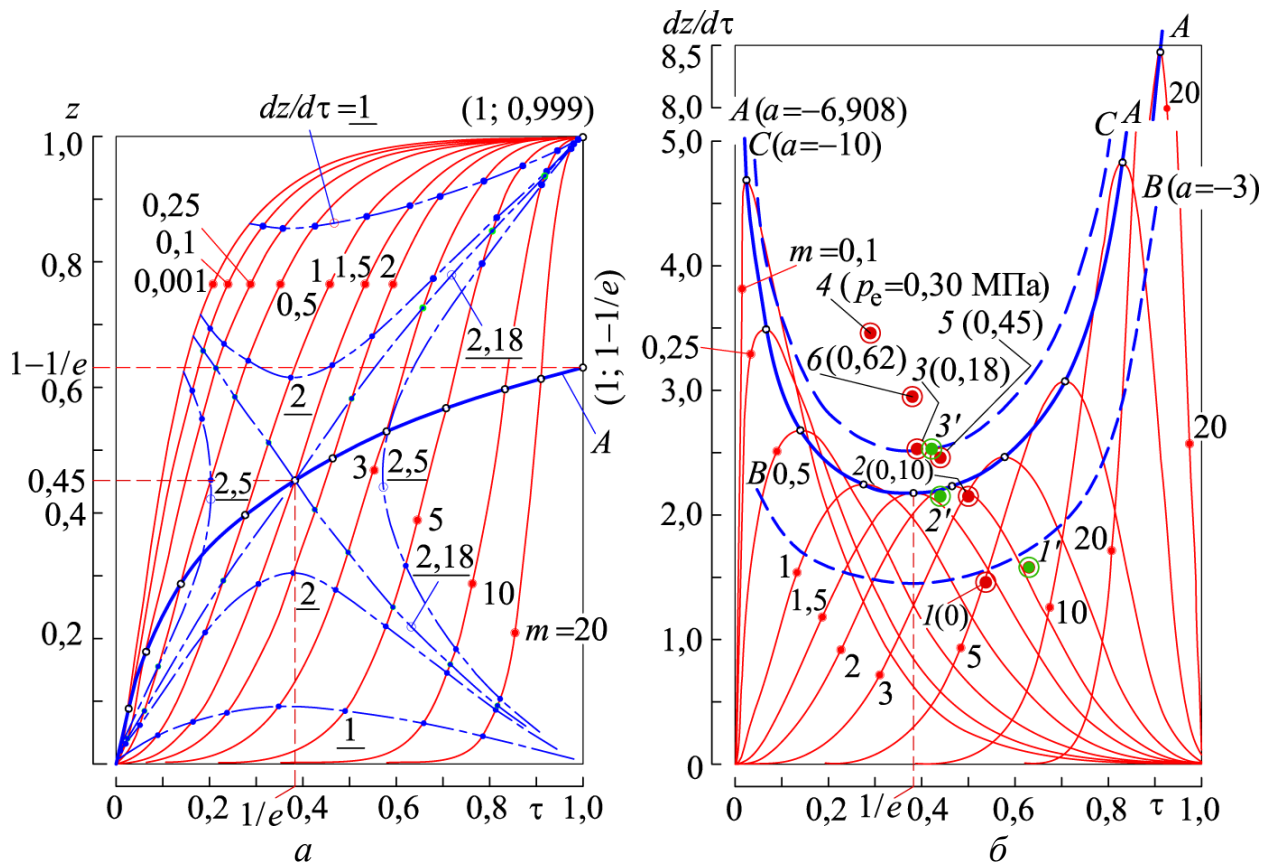 dz/dτ
8,5
A
z
dz/dτ =1
(1; 0,999)
8,0
A (a=–6,908)
C
A
20
1,0
5,0
C(a=–10)
B(a=–3)
0,25
0,1
0,001
0,8
0,5
1
1,5
2
2,18
4,0
m=0,1
4 (pe=0,30 МПа)
5 (0,45)
(1; 1–1/e)
0,25
6(0,62)
3(0,18)
1–1/e
0,6
2
A
3,0
3'
20
0,45
0,4
2,5
3
2,5
B
0,5
2(0,10)
2'
5
2,0
20
1'
2
2,18
10
1
1,5
1(0)
10
0,2
m =20
1,0
2
3
5
1
0
0
0,2
1/e
0,4
0,6
0,8
τ
1,0
0
0,2
1/e
0,4
0,6
0,8
τ
1,0
а
б